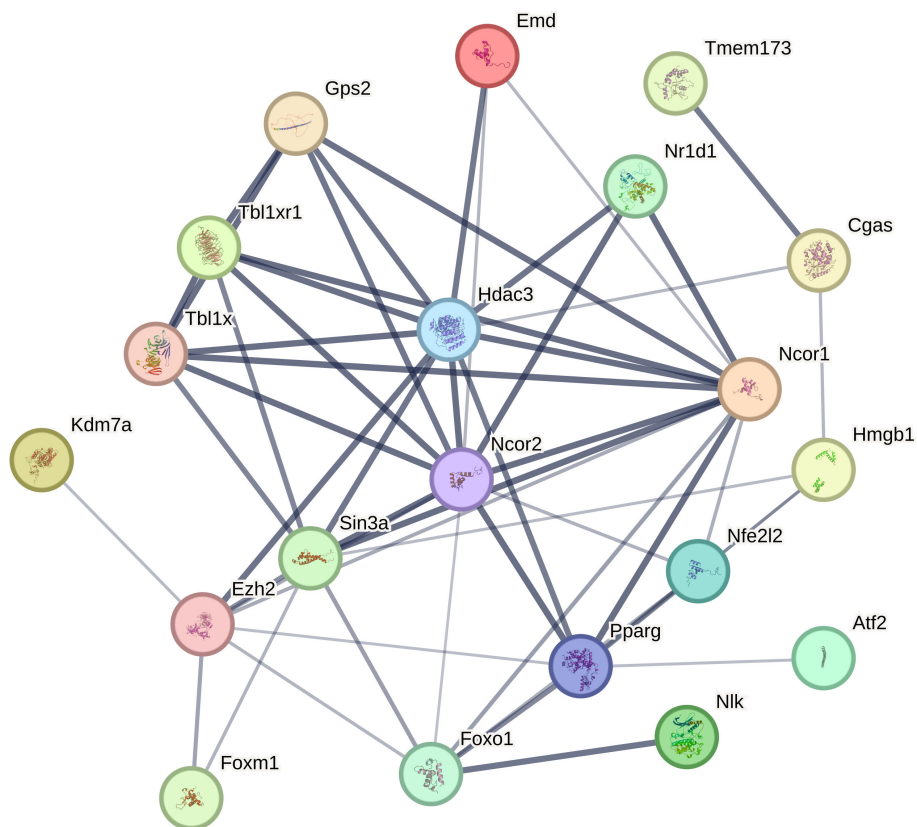 Emd
Tmem173
Gps2
Nr1d1
Tbl1xr1
Cgas
Hdac3
Tbl1x
Ncor1
Kdm7a
Hmgb1
Ncor2
Sin3a
Nfe2l2
Ezh2
Atf2
Pparg
Nlk
Foxo1
Foxm1